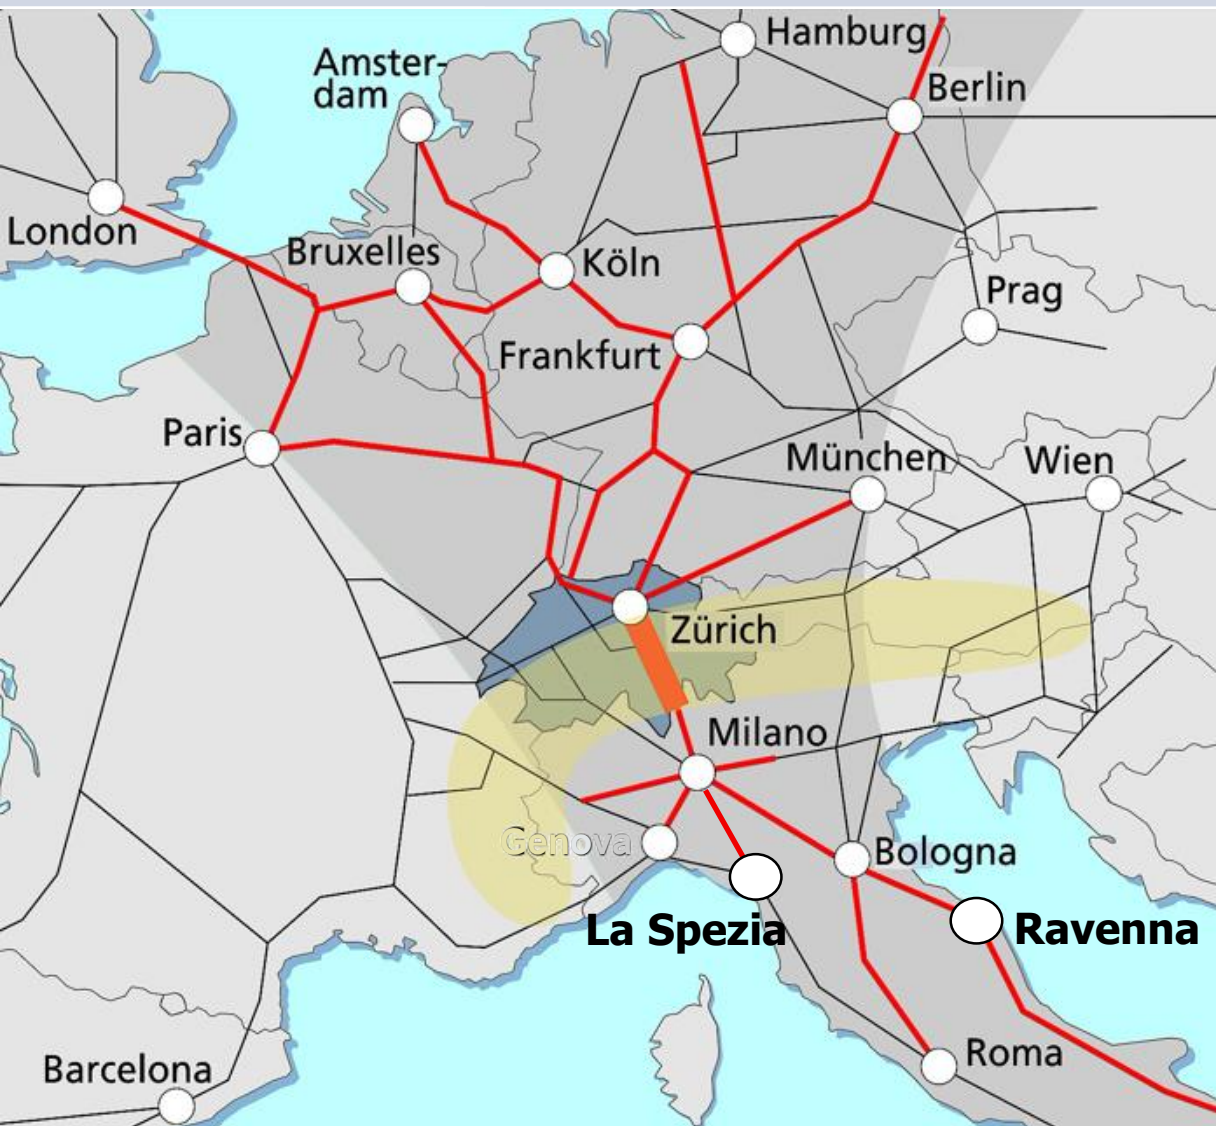 Hamburg
Amster-
dam
Berlin
London
Bruxelles
Köln
Prag
Frankfurt
Paris
München
Wien
Zürich
Milano
Genova
Bologna
La Spezia
Ravenna
Roma
Barcelona